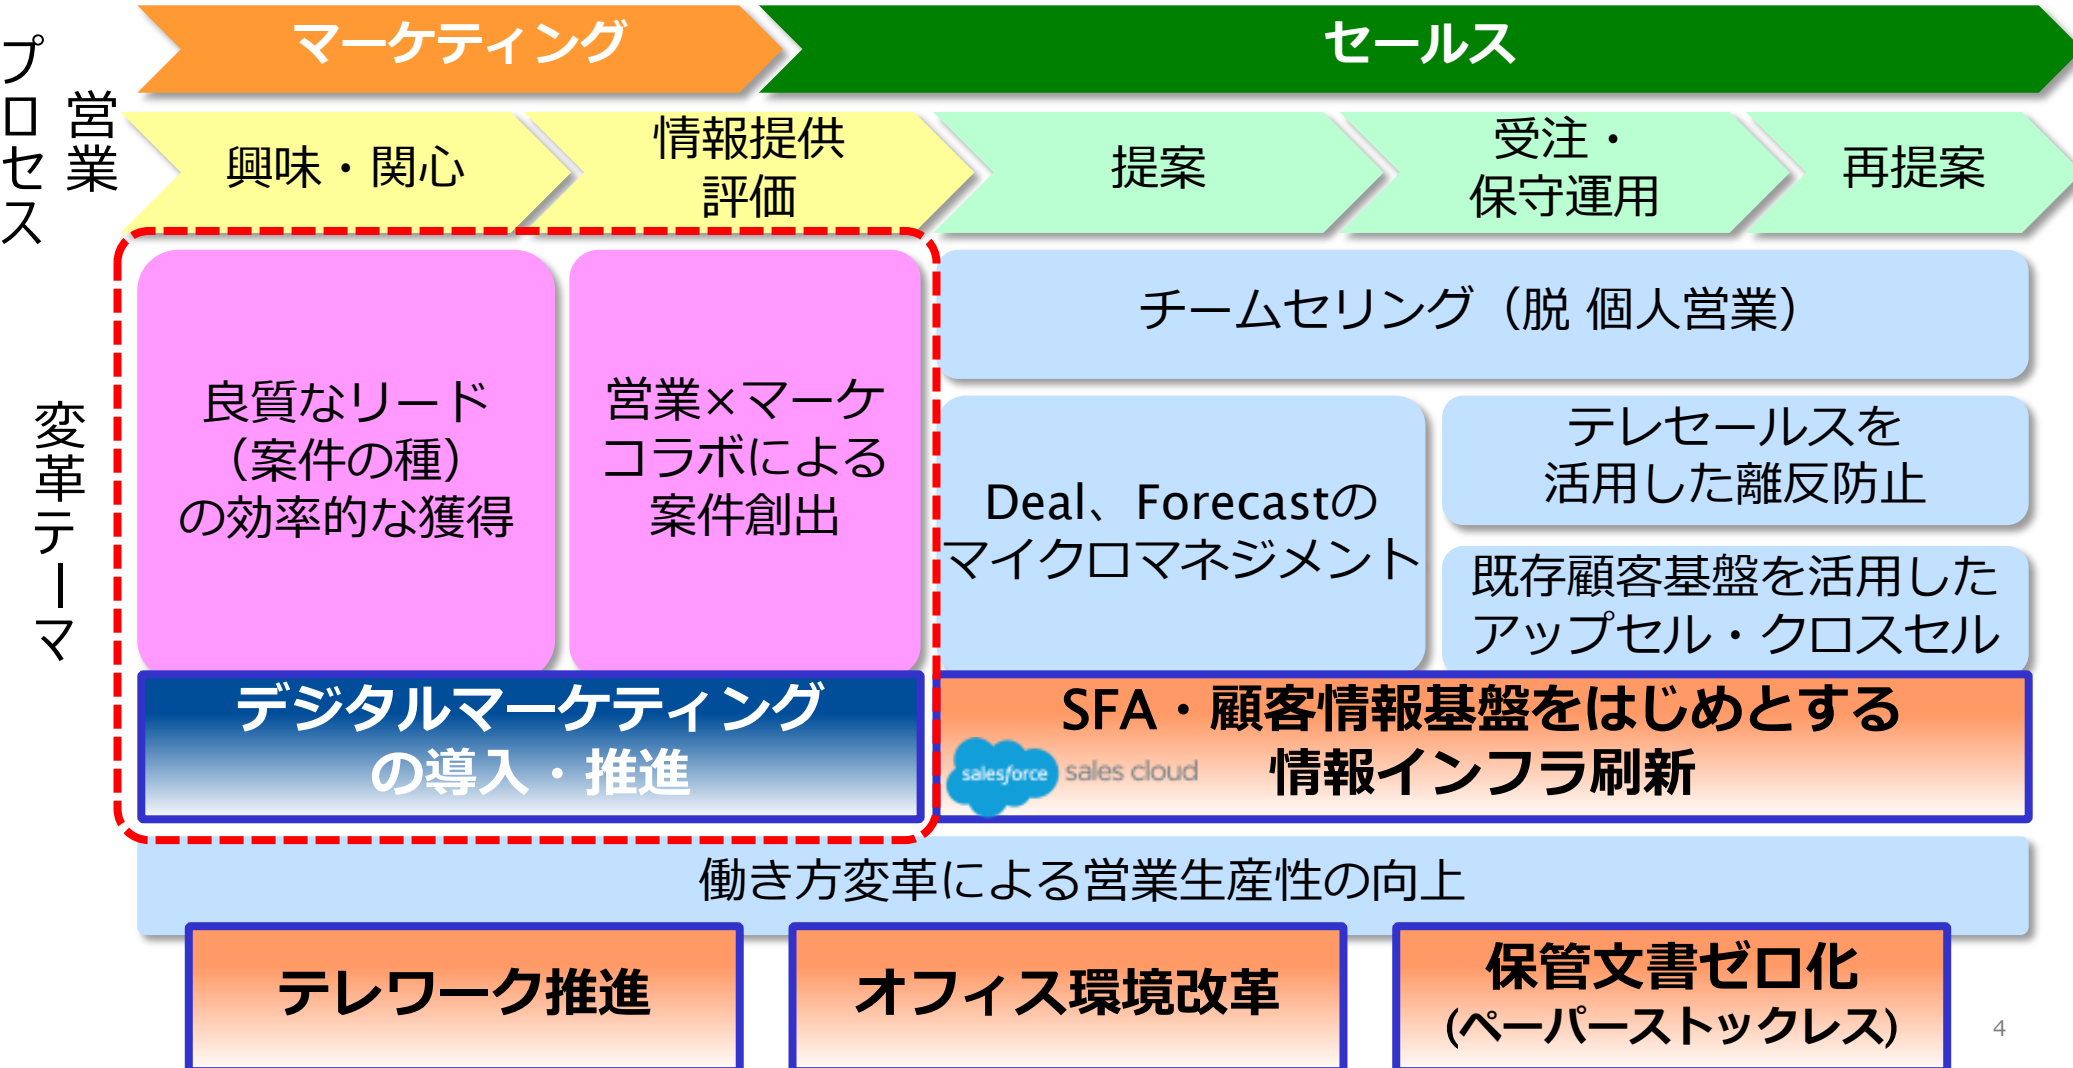 営業
プロセス
マーケティング
セールス
興味・関心
情報提供
評価
提案
受注・
保守運用
再提案
変革テーマ
良質なリード
（案件の種）
の効率的な獲得
営業×マーケ
コラボによる
案件創出
チームセリング（脱 個人営業）
Deal、Forecastの
マイクロマネジメント
テレセールスを
活用した離反防止
既存顧客基盤を活用した
アップセル・クロスセル
デジタルマーケティング
の導入・推進
SFA・顧客情報基盤をはじめとする
情報インフラ刷新
salesforce sales cloud
働き方変革による営業生産性の向上
テレワーク推進
オフィス環境改革
保管文書ゼロ化
(ペーパーストックレス)
4